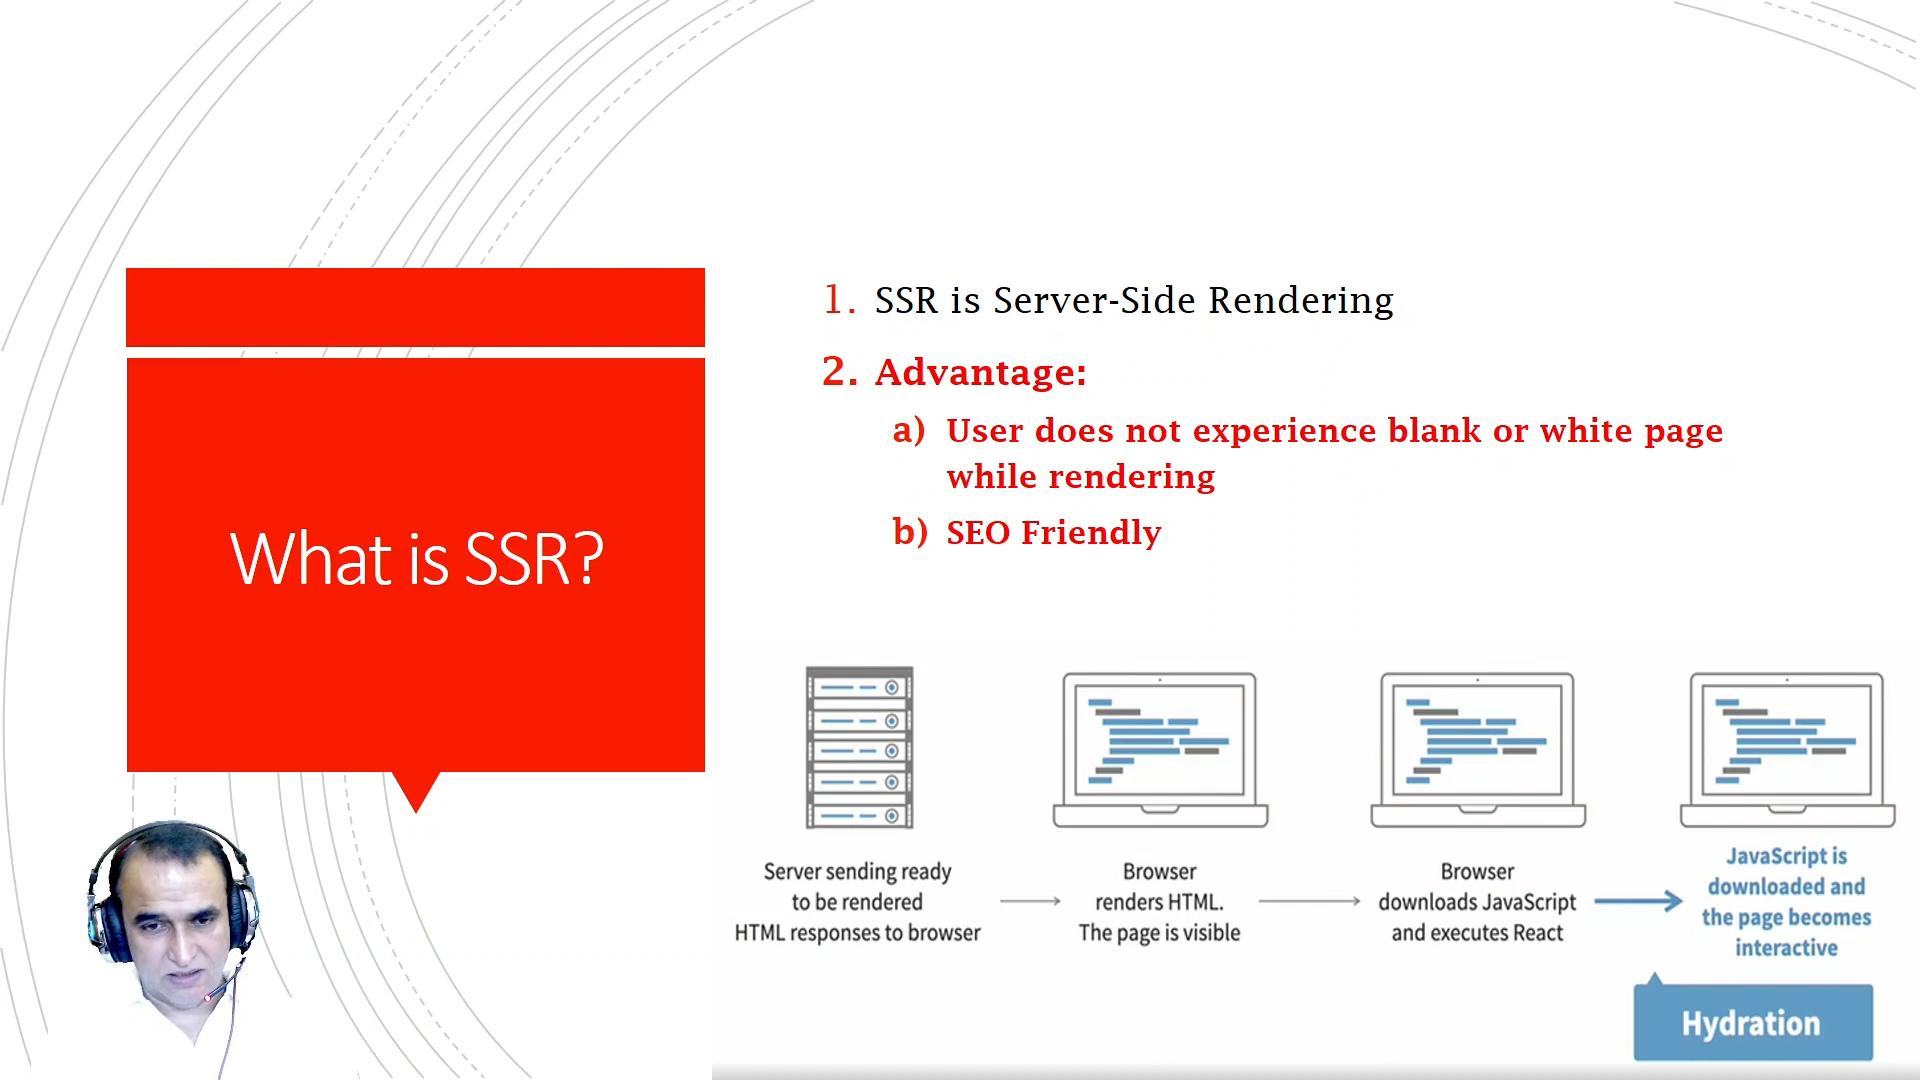 What is SSR?
1. SSR is Server-Side Rendering
2. Advantage:
a) User does not experience blank or white page
while rendering
b) SEO Friendly
Server sending ready
to be rendered
HTML responses to browser
Browser
renders HTML.
The page is visible
Browser
downloads JavaScript
and executes React
JavaScript is
downloaded and
the page becomes
interactive
Hydration